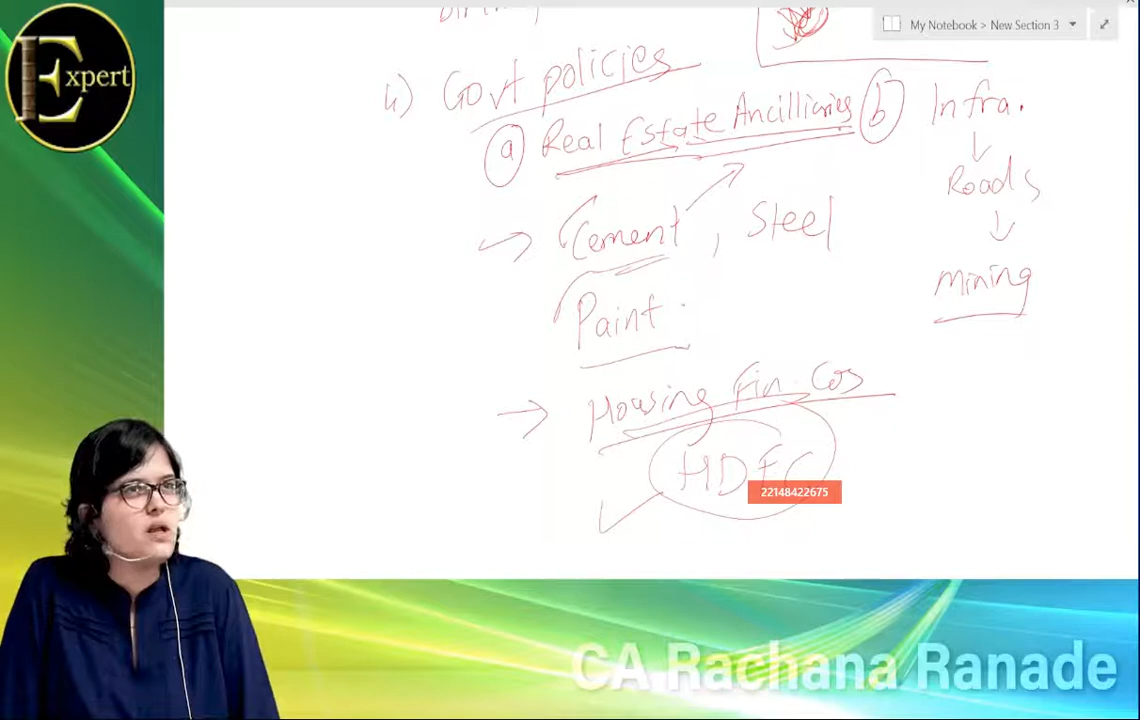 Expert
My Notebook > New Section 3
4) Govt policies
a Real Estate Ancilliaries
b Infra.
Roads
mining
Cement, Steel
Paint.
Housing Fin. Cos
HDFC
22148422675
CA Rachana Ranade